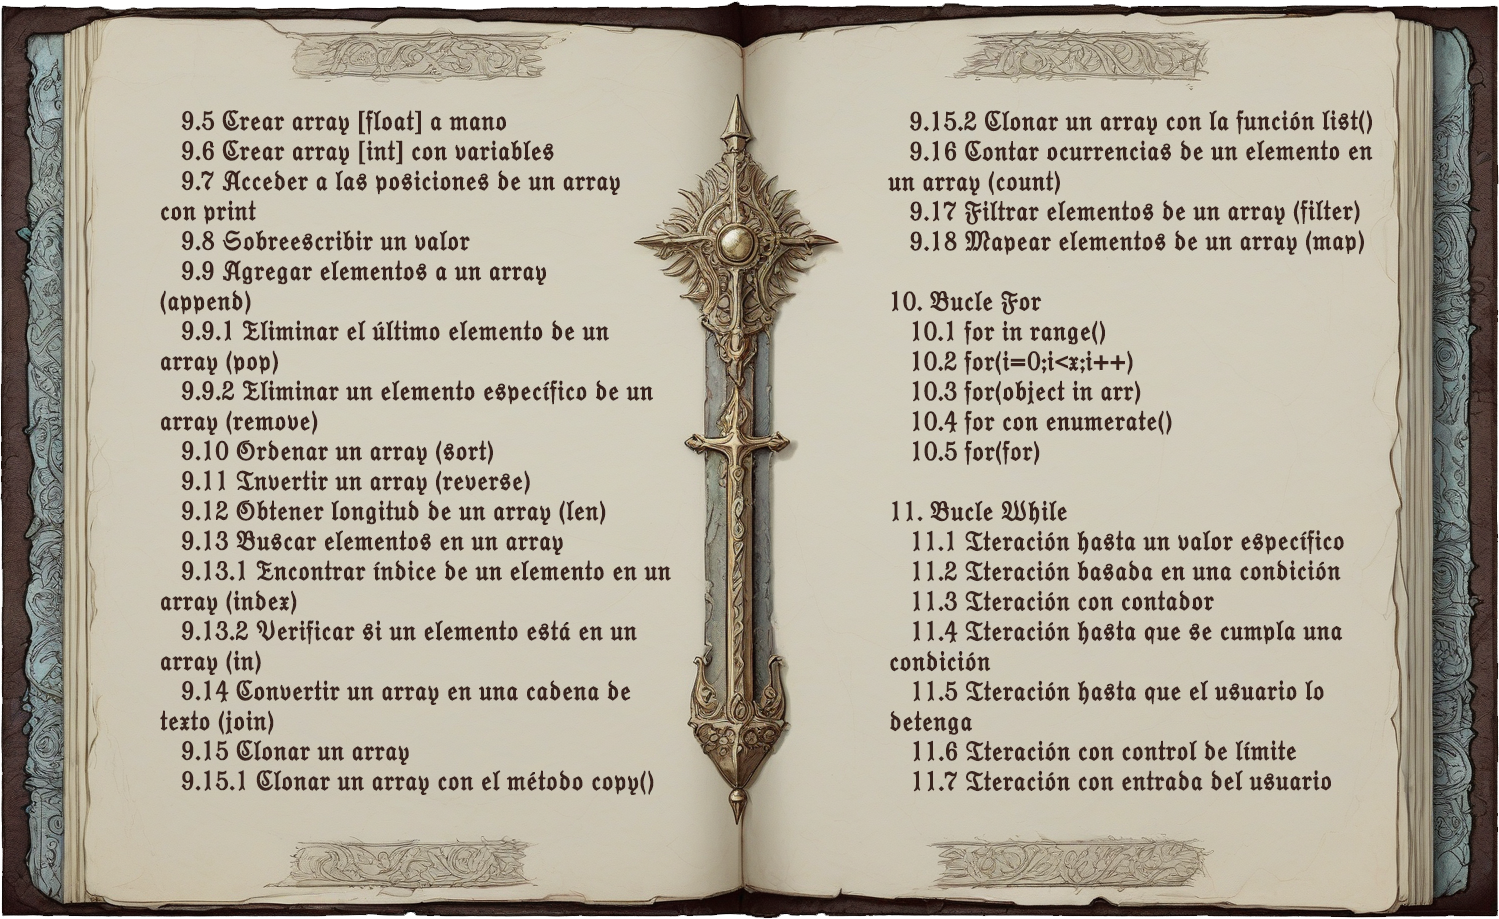 9.5 Crear array [float] a mano
9.6 Crear array [int] con variables
9.7 Acceder a las posiciones de un array
con print
9.8 Sobreescribir un valor
9.9 Agregar elementos a un array
(append)
9.9.1 Eliminar el último elemento de un
array (pop)
9.9.2 Eliminar un elemento específico de un
array (remove)
9.10 Ordenar un array (sort)
9.11 Invertir un array (reverse)
9.12 Obtener longitud de un array (len)
9.13 Buscar elementos en un array
9.13.1 Encontrar índice de un elemento en un
array (index)
9.13.2 Verificar si un elemento está en un
array (in)
9.14 Convertir un array en una cadena de
texto (join)
9.15 Clonar un array
9.15.1 Clonar un array con el método copy()
9.15.2 Clonar un array con la función list()
9.16 Contar ocurrencias de un elemento en
un array (count)
9.17 Filtrar elementos de un array (filter)
9.18 Mapear elementos de un array (map)
10. Bucle For
10.1 for in range()
10.2 for(i=0;i<x;i++)
10.3 for(object in arr)
10.4 for con enumerate()
10.5 for(for)
11. Bucle While
11.1 Iteración hasta un valor específico
11.2 Iteración basada en una condición
11.3 Iteración con contador
11.4 Iteración hasta que se cumpla una
condición
11.5 Iteración hasta que el usuario lo
detenga
11.6 Iteración con control de límite
11.7 Iteración con entrada del usuario